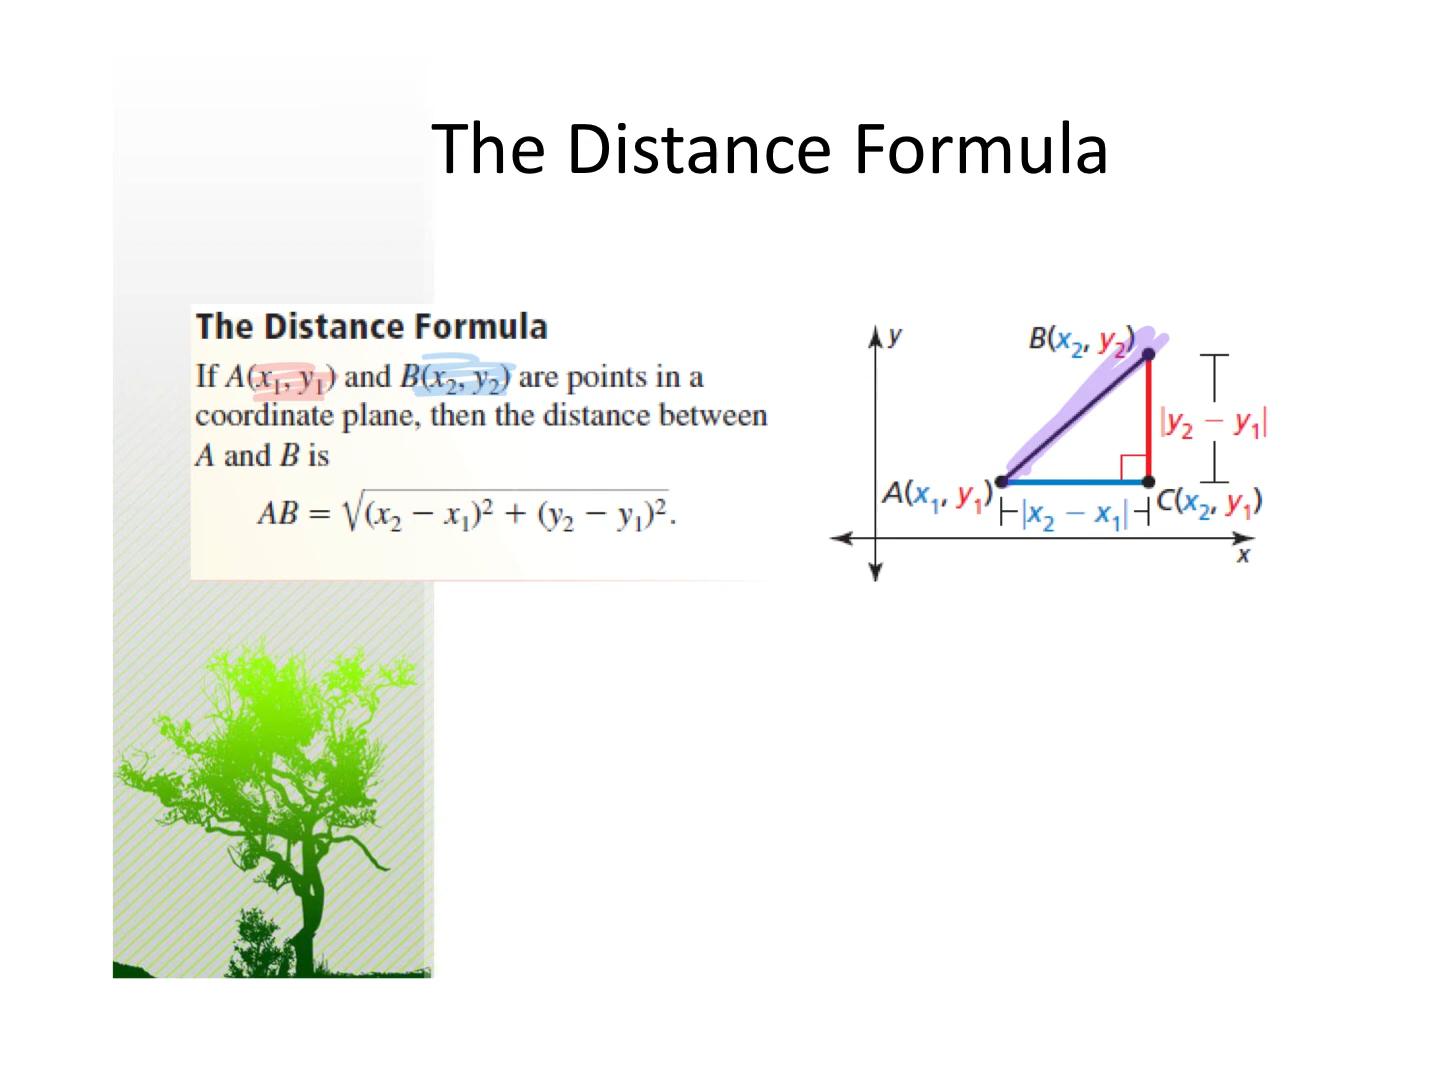 The Distance Formula
The Distance Formula
If A(x₁, y₁) and B(x₂, y₂) are points in a
coordinate plane, then the distance between
A and B is
AB = √(x₂ − x₁)² + (y₂ − y₁)².
y
B(x₂, y₂)
|y₂ − y₁|
A(x₁, y₁)
|x₂ − x₁|
C(x₂, y₁)
x